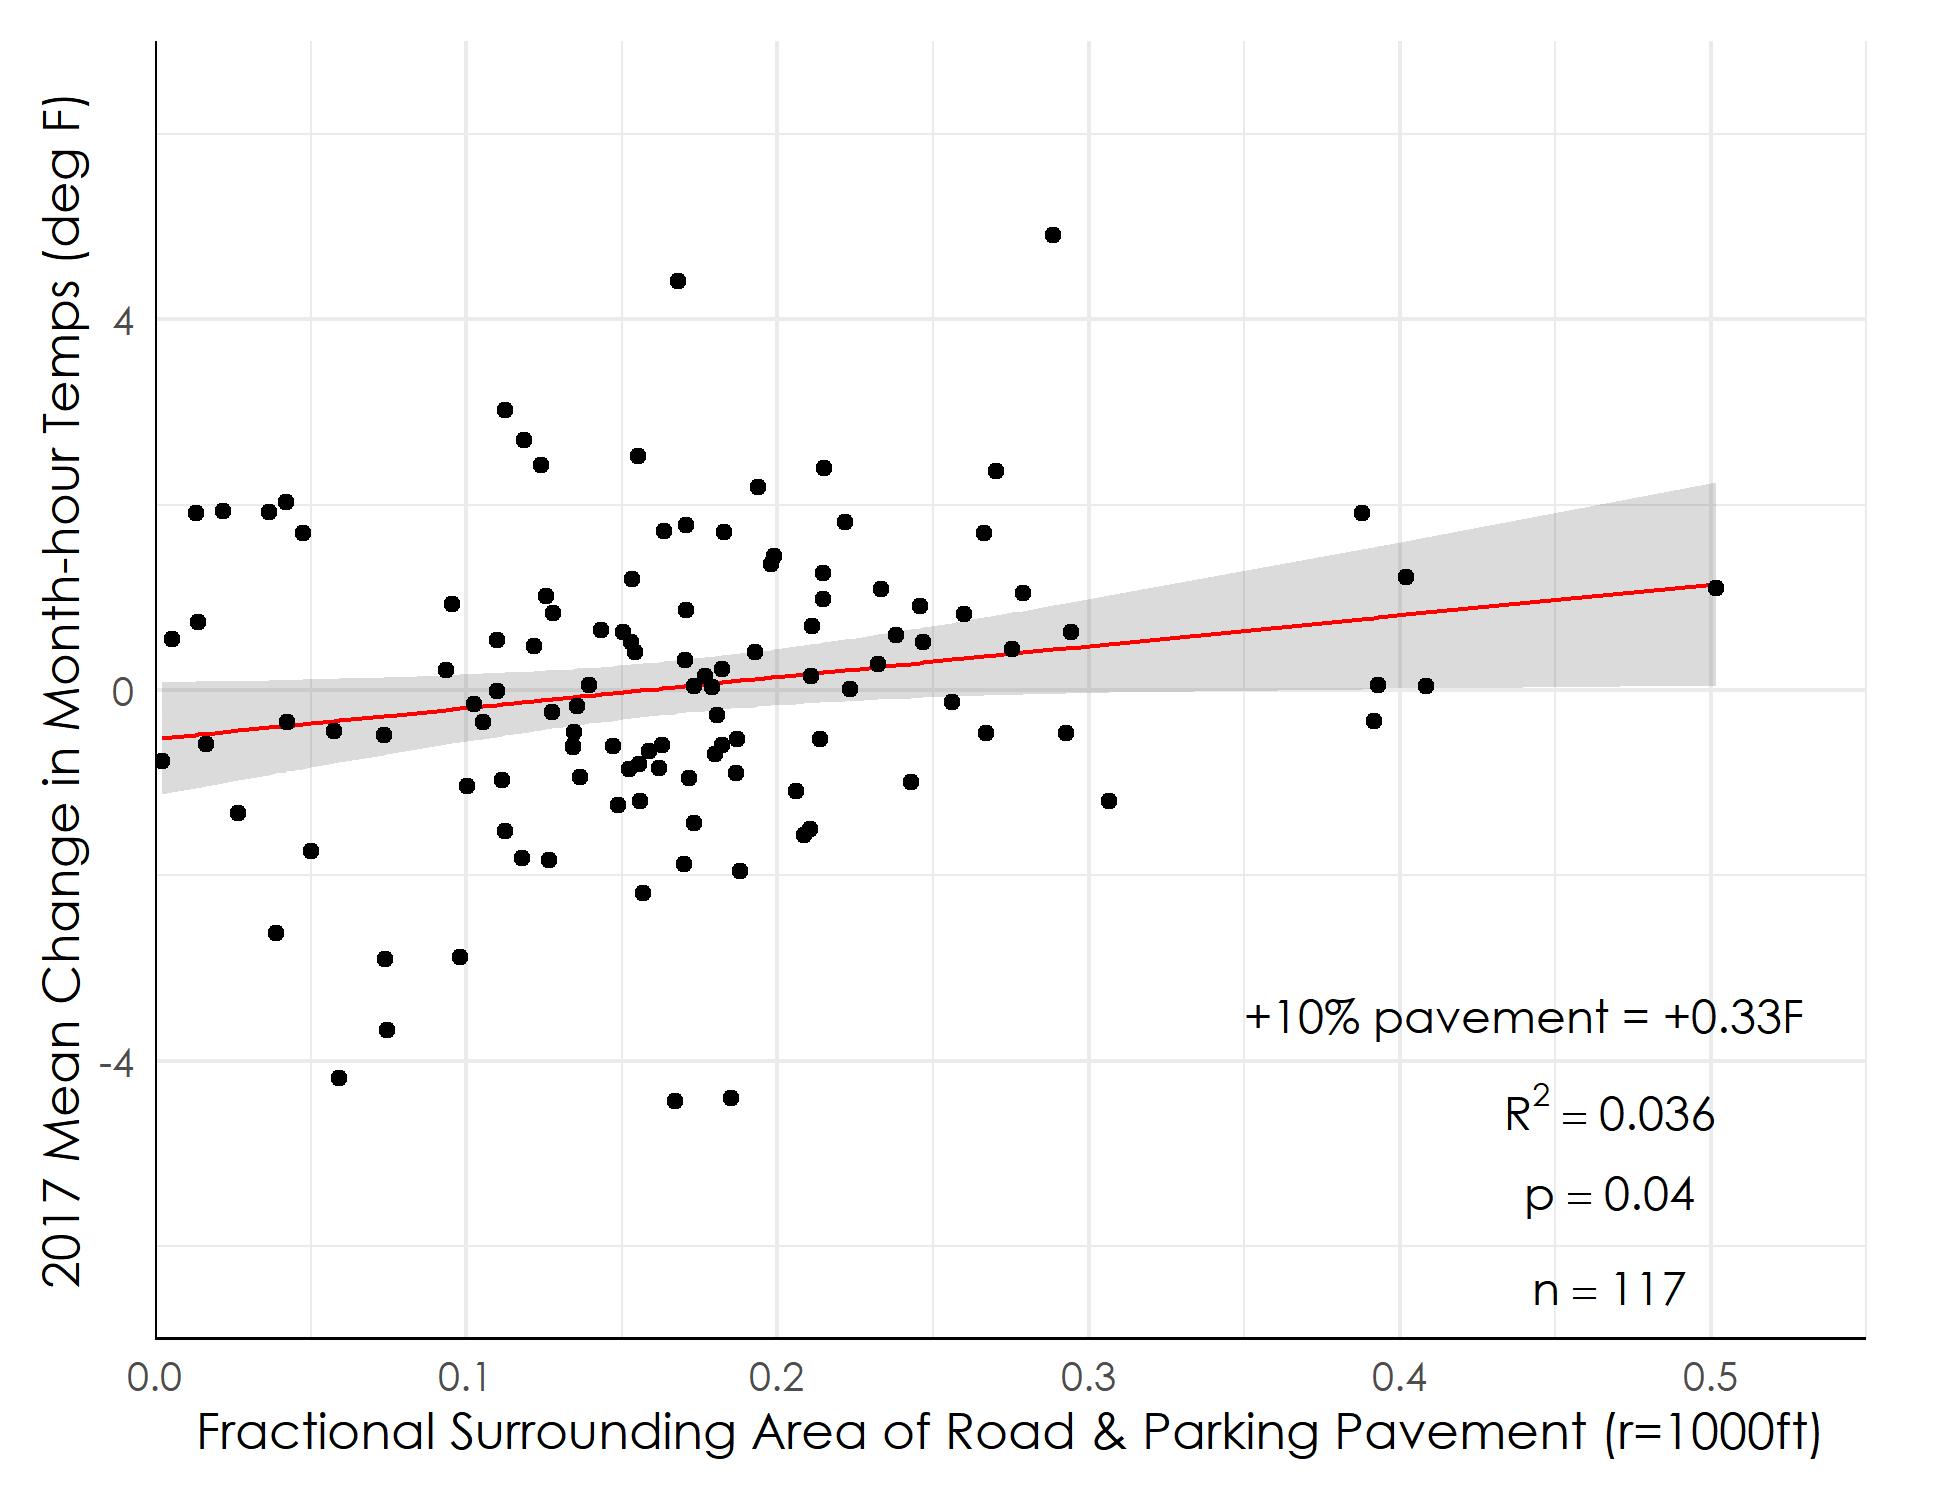 2017 Mean Change in Month-hour Temps (deg F)
4
0
-4
+10% pavement = +0.33F
R² = 0.036
p = 0.04
n = 117
0.0 0.1 0.2 0.3 0.4 0.5
Fractional Surrounding Area of Road & Parking Pavement (r=1000ft)